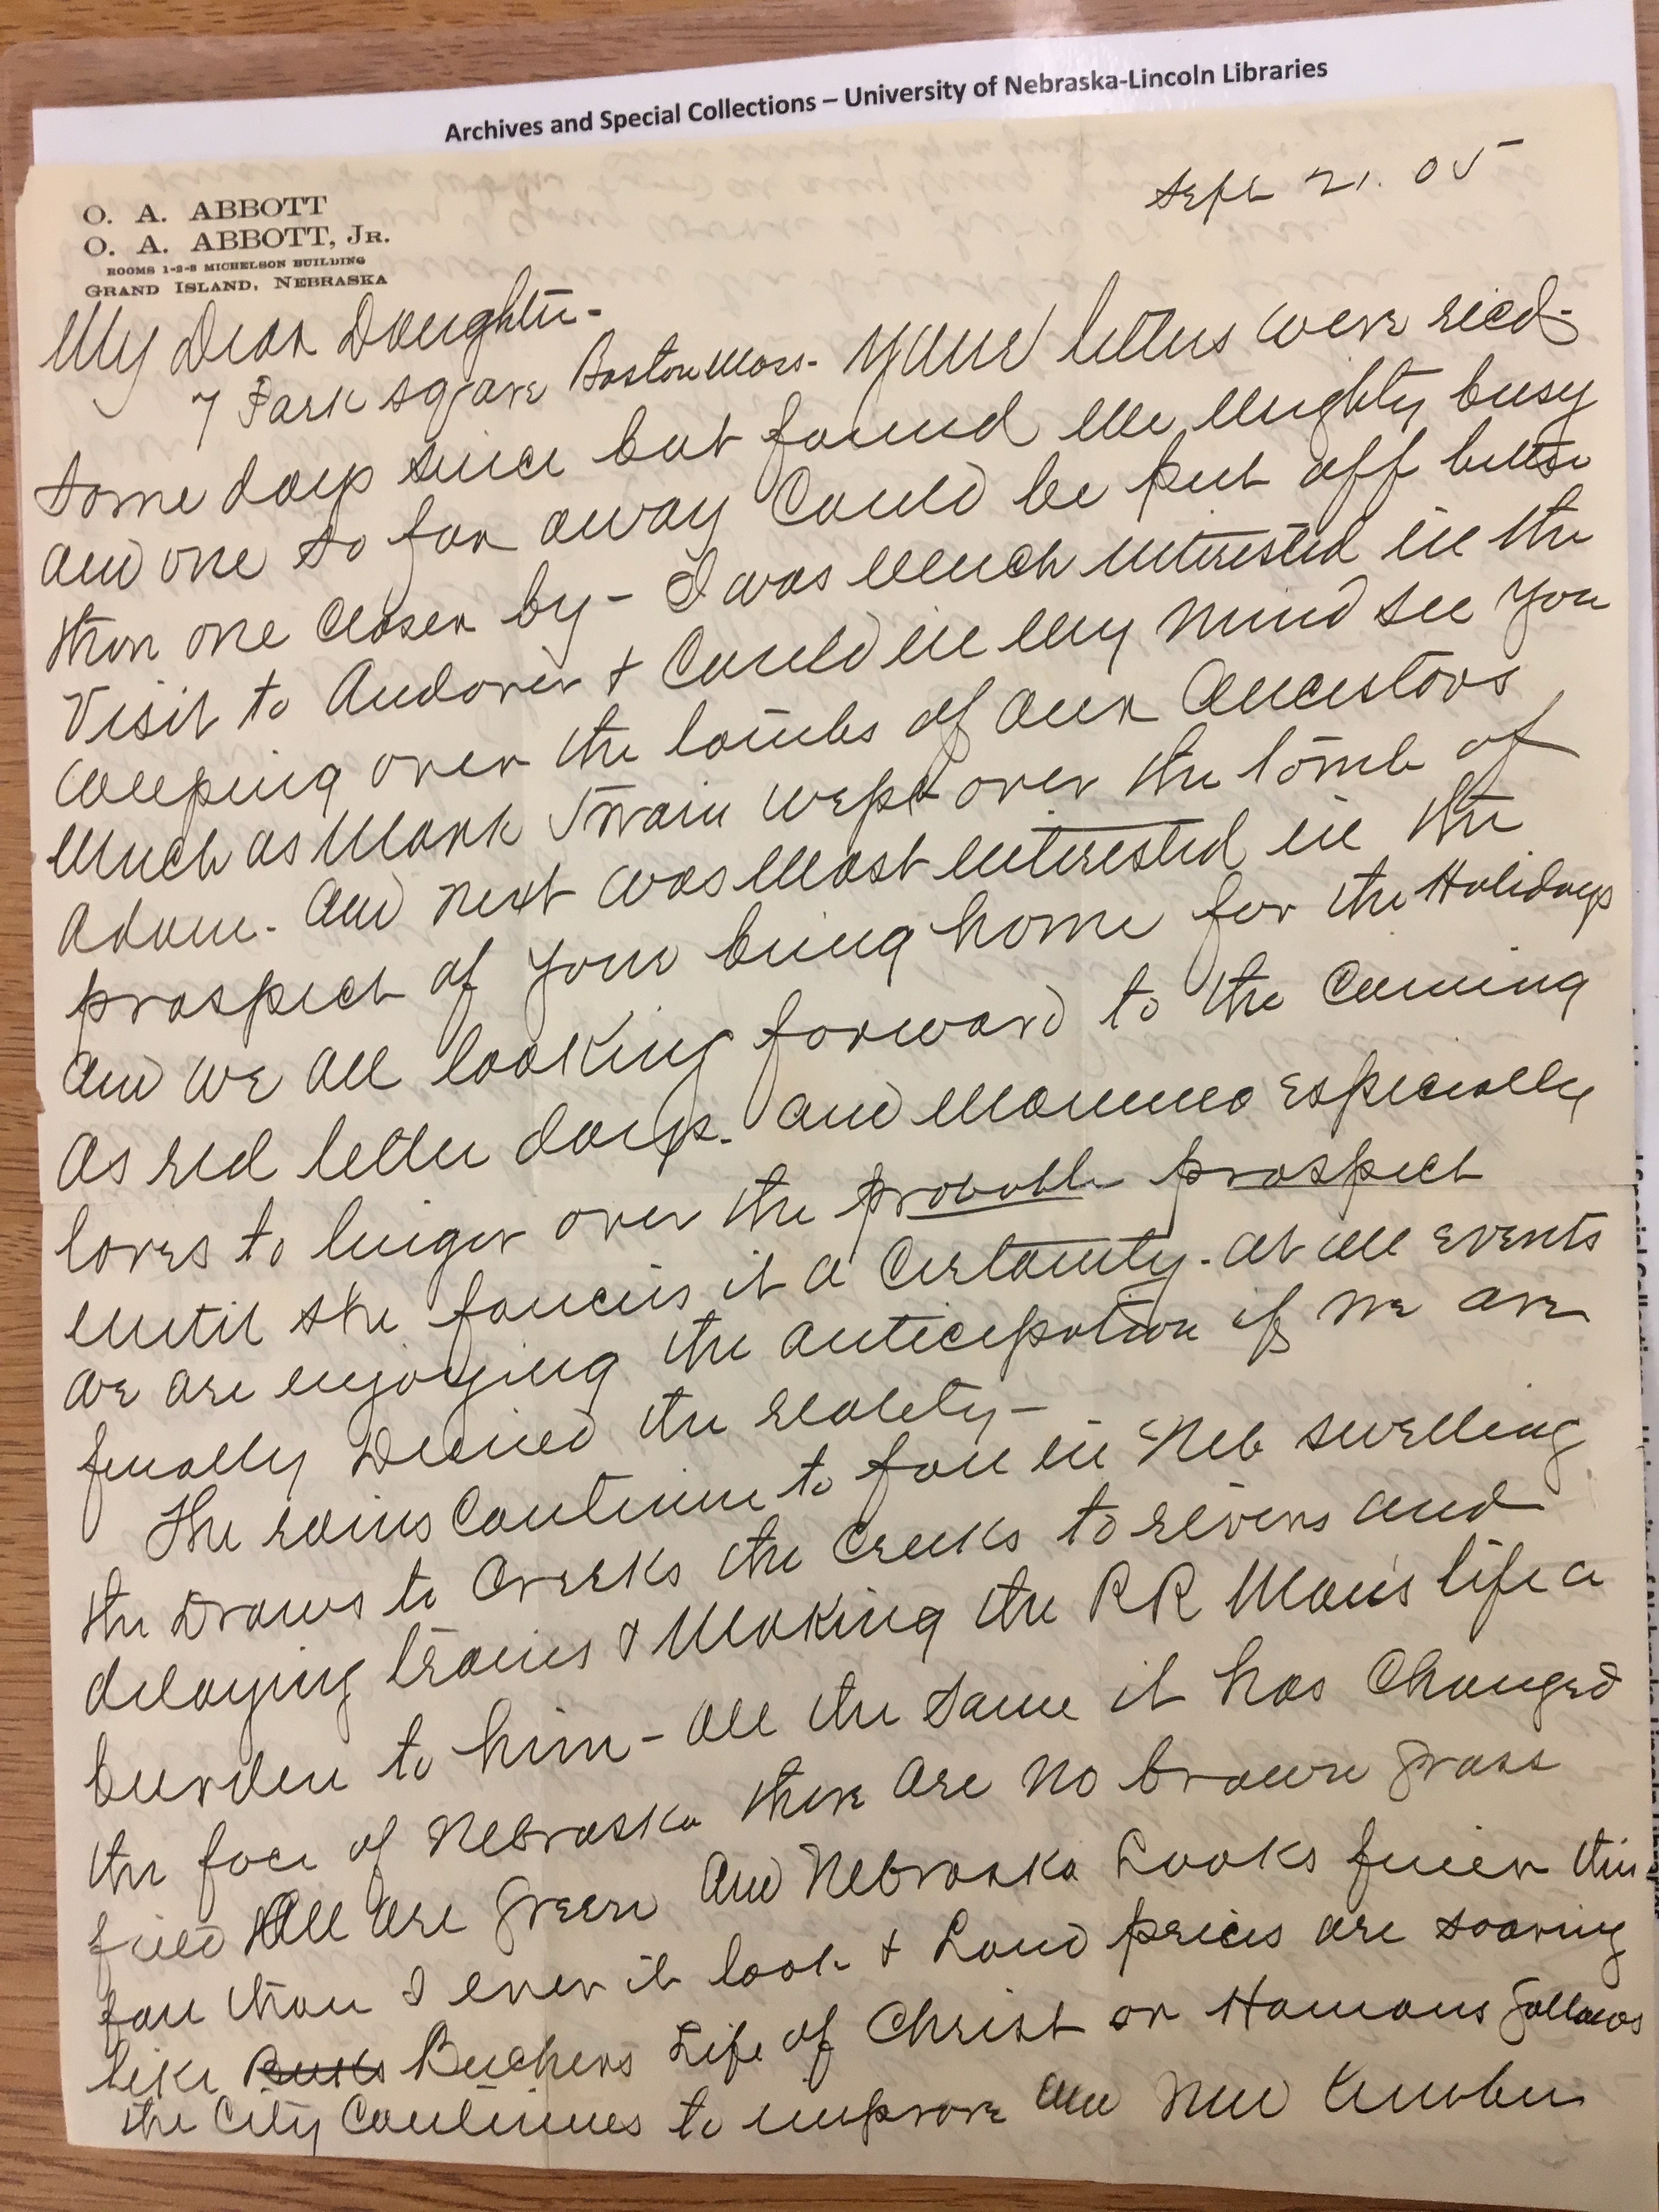 Archives and Special Collections – University of Nebraska-Lincoln Libraries
Sept 21. 05
O. A. ABBOTT
O. A. ABBOTT, JR.
ROOMS 1-2-3 MICHELSON BUILDING
GRAND ISLAND, NEBRASKA
My Dear Daughter-
7 Park Square Boston Mass- Your letters were recd-
some days since but found me mighty busy
and one so far away could be put off better
than one closer by- I was much interested in the
Visit to Andover + could in my mind see you
weeping over the tombs of our Ancestors
much as Mark Twain wept over the tomb of
Adam- and next was most interested in the
prospect of your being home for the Holidays
and we all looking forward to the coming
as red letter days- and Mamma especially
loves to linger over the probable prospect
until she fancies it a certainty- at all events
we are enjoying the anticipation if we are
finally denied the reality-
The rains continue to fall in Neb swelling
the Draws to creeks the creeks to rivers and
delaying trains & making the RR Man's life a
burden to him- all the same it has changed
the face of Nebraska there are no brown grass
field All are green and Nebraska Looks finer this
fall than I ever it look + Land prices are soaring
like Buchers Life of Christ or Hamans gallows
the City continues to improve